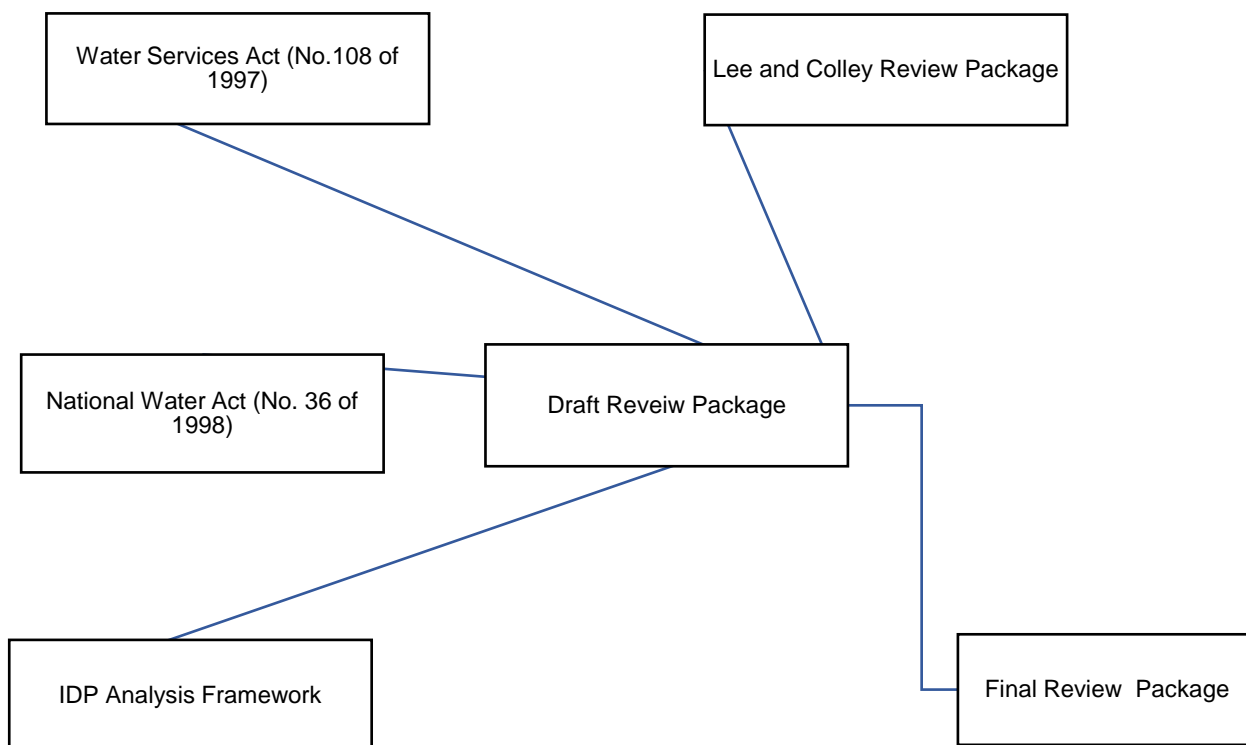 Water Services Act (No.108 of
1997)
Lee and Colley Review Package
National Water Act (No. 36 of
1998)
Draft Reveiw Package
IDP Analysis Framework
Final Review  Package